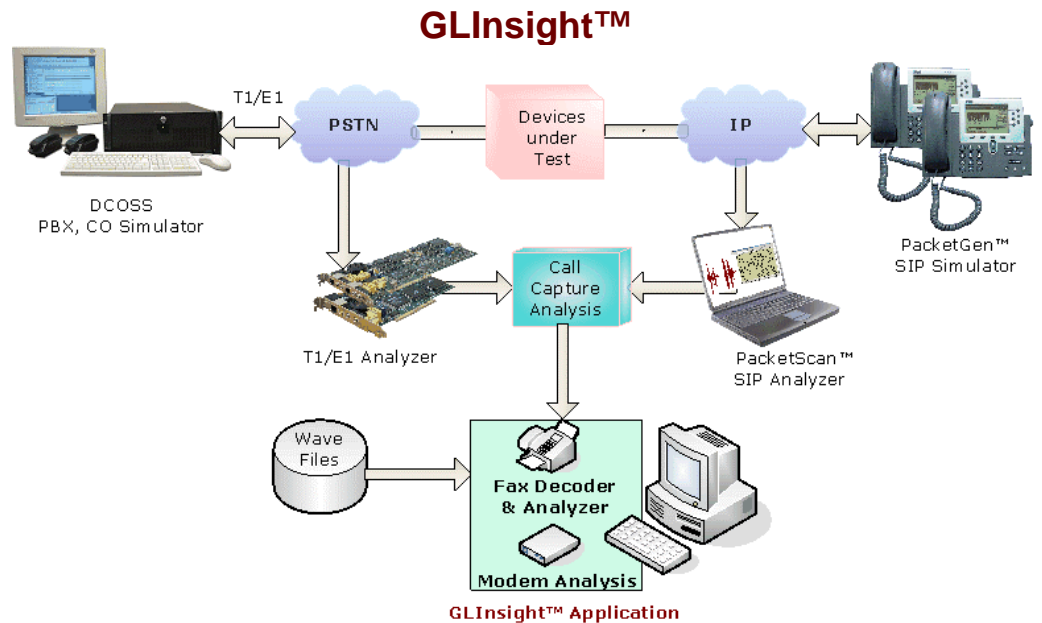 GLInsight™
T1/E1
PSTN
Devices
under
Test
IP
DCOSS
PBX, CO Simulator
PacketGen™
SIP Simulator
Call
Capture
Analysis
T1/E1 Analyzer
PacketScan™
SIP Analyzer
Wave
Files
Fax Decoder
& Analyzer
Modem Analysis
GLInsight™ Application